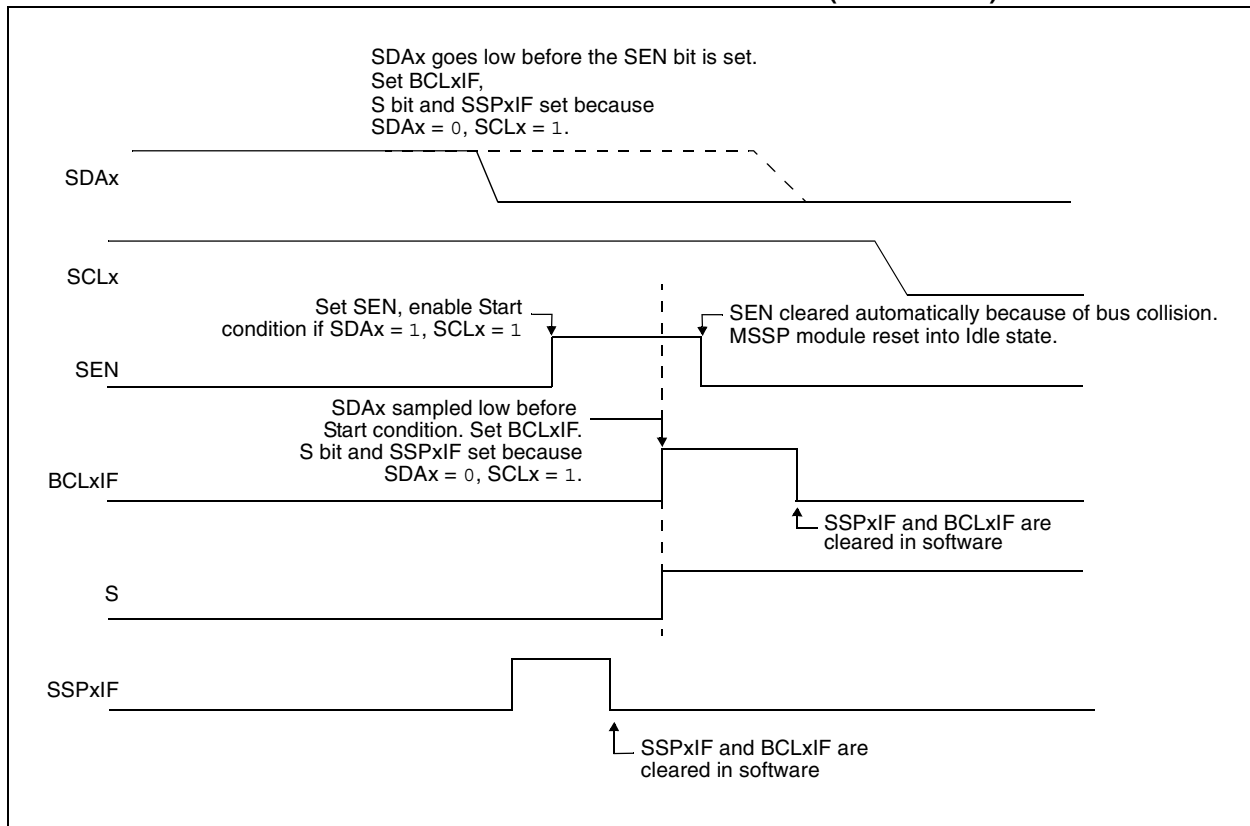 SDAx goes low before the SEN bit is set.
Set BCLxIF,
S bit and SSPxIF set because
SDAx = 0, SCLx = 1.
SDAx
SCLx
Set SEN, enable Start
condition if SDAx = 1, SCLx = 1
SEN cleared automatically because of bus collision.
MSSP module reset into Idle state.
SEN
SDAx sampled low before
Start condition. Set BCLxIF.
S bit and SSPxIF set because
SDAx = 0, SCLx = 1.
BCLxIF
SSPxIF and BCLxIF are
cleared in software
S
SSPxIF
SSPxIF and BCLxIF are
cleared in software